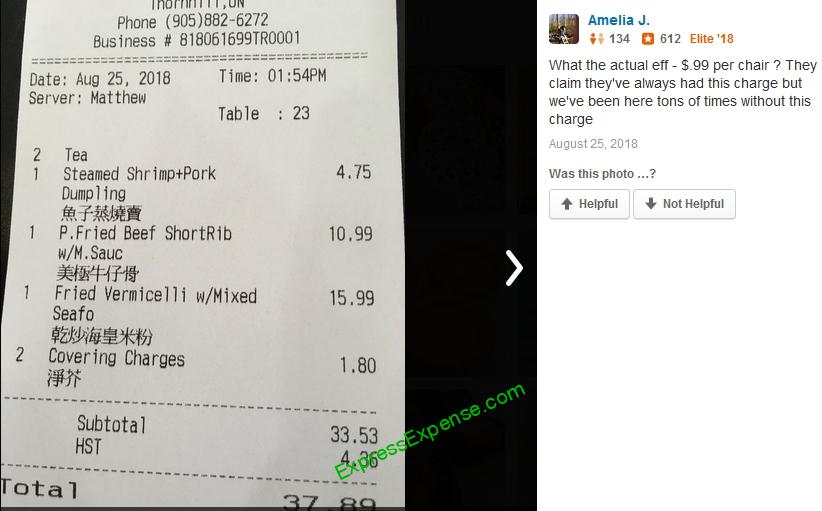 Thornhill,ON
Phone (905)882-6272
Business # 818061699TR0001
Date: Aug 25, 2018 Time: 01:54PM
Server: Matthew
Table : 23
2 Tea
1 Steamed Shrimp+Pork 4.75
Dumpling
魚子蒸燒賣
1 P.Fried Beef ShortRib 10.99
w/M.Sauc
美極牛仔骨
1 Fried Vermicelli w/Mixed 15.99
Seafo
乾炒海皇米粉
2 Covering Charges 1.80
淨芥
Subtotal 33.53
HST 4.36
Total 37.89
ExpressExpense.com
Amelia J.
134 612 Elite '18
What the actual eff - $.99 per chair ? They
claim they've always had this charge but
we've been here tons of times without this
charge
August 25, 2018
Was this photo ...?
Helpful Not Helpful